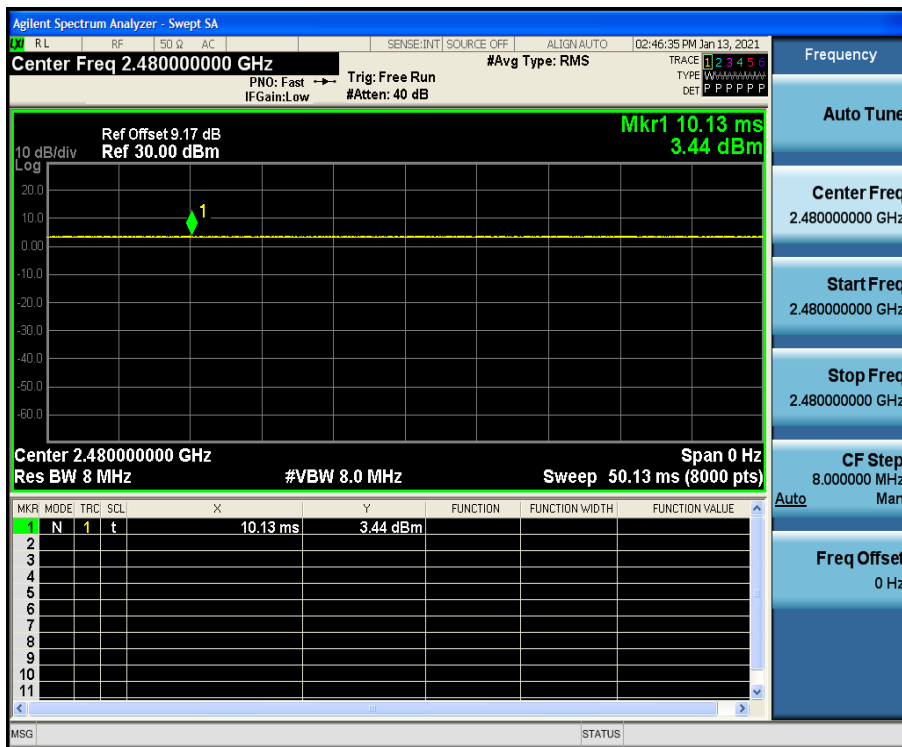 Agilent Spectrum Analyzer - Swept SA
LXI RL RF 50 Ω AC SENSE:INT SOURCE OFF ALIGN AUTO 02:46:35 PM Jan 13, 2021
Center Freq 2.480000000 GHz #Avg Type: RMS TRACE 1 2 3 4 5 6
PNO: Fast Trig: Free Run TYPE WWWWWW
IFGain:Low #Atten: 40 dB DET P P P P P P
Mkr1 10.13 ms
Ref Offset 9.17 dB
10 dB/div Ref 30.00 dBm 3.44 dBm
Log
20.0
1
10.0
0.00
-10.0
-20.0
-30.0
-40.0
-50.0
-60.0
Center 2.480000000 GHz Span 0 Hz
Res BW 8 MHz #VBW 8.0 MHz Sweep 50.13 ms (8000 pts)
MKR MODE TRC SCL X Y FUNCTION FUNCTION WIDTH FUNCTION VALUE
1 N 1 t 10.13 ms 3.44 dBm
2
3
4
5
6
7
8
9
10
11
MSG STATUS
Frequency
Auto Tune
Center Freq
2.480000000 GHz
Start Freq
2.480000000 GHz
Stop Freq
2.480000000 GHz
CF Step
8.000000 MHz
Auto Man
Freq Offset
0 Hz